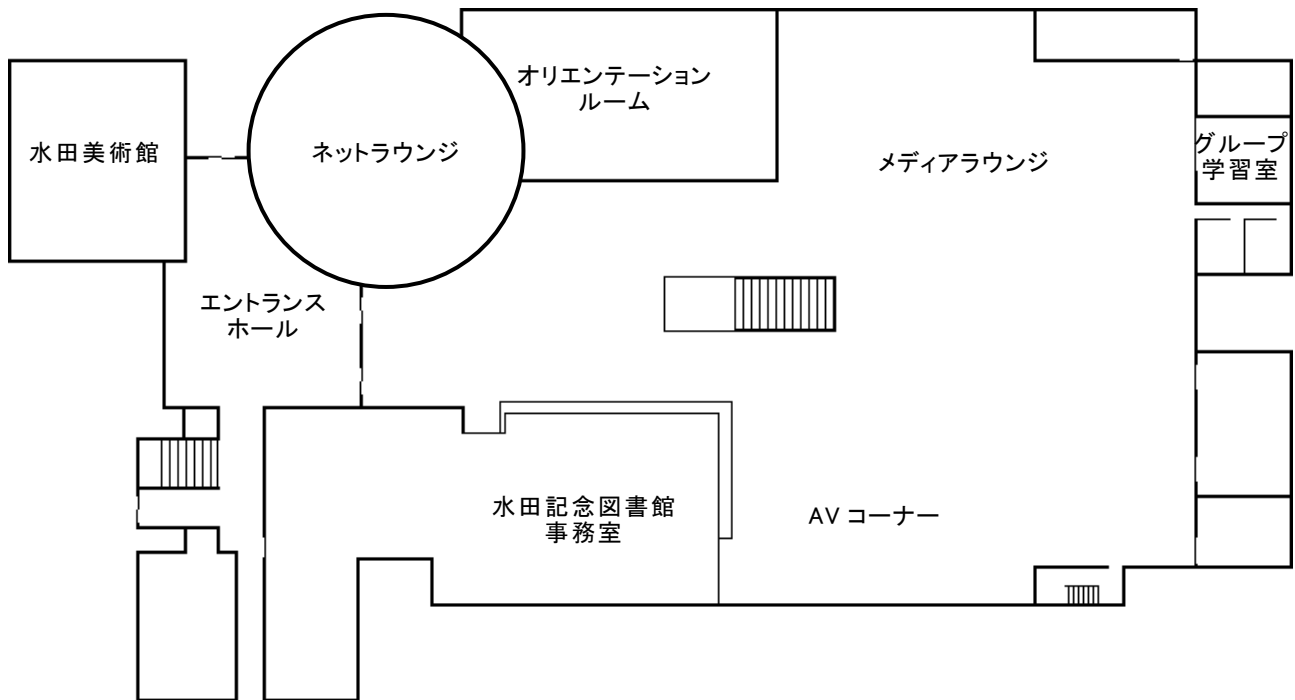 オリエンテーション
ルーム
水田美術館
ネットラウンジ
メディアラウンジ
グループ
学習室
エントランス
ホール
水田記念図書館
事務室
AV コーナー